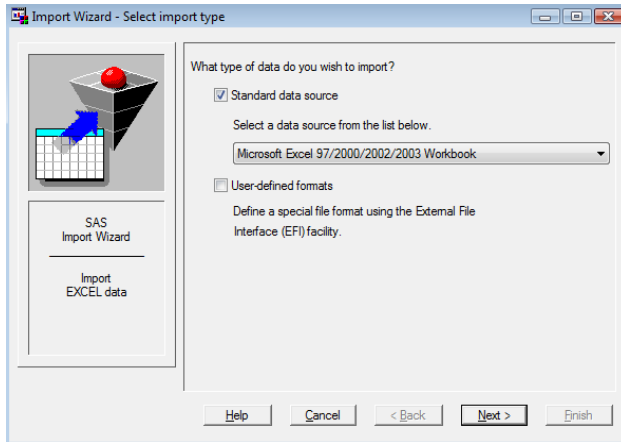 Import Wizard - Select import type
What type of data do you wish to import?
Standard data source
Select a data source from the list below.
Microsoft Excel 97/2000/2002/2003 Workbook
User-defined formats
Define a special file format using the External File
Interface (EFI) facility.
SAS
Import Wizard
Import
EXCEL data
Help
Cancel
< Back
Next >
Finish